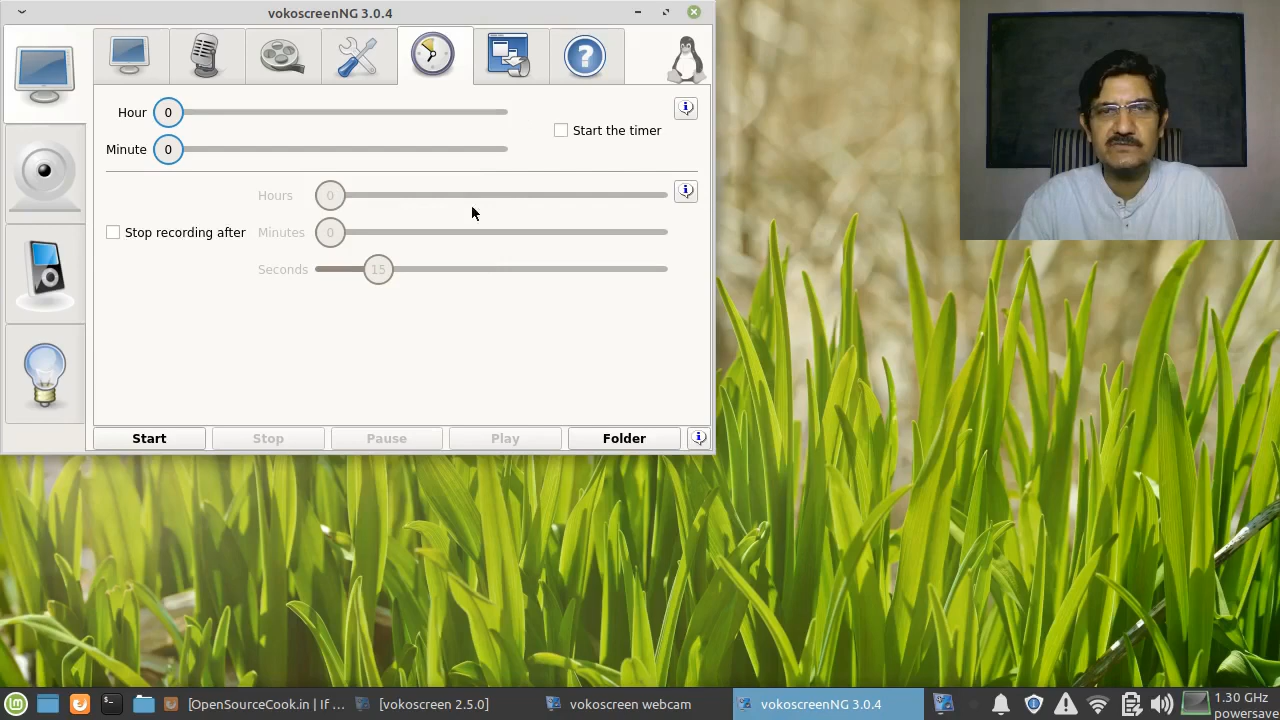 vokoscreenNG 3.0.4
Hour 0
Start the timer
Minute 0
Hours 0
Stop recording after
Minutes 0
Seconds 15
Start
Stop
Pause
Play
Folder
[OpenSourceCook.in | IF ...
[vokoscreen 2.5.0]
vokoscreen webcam
vokoscreenNG 3.0.4
1.30 GHz
powersave